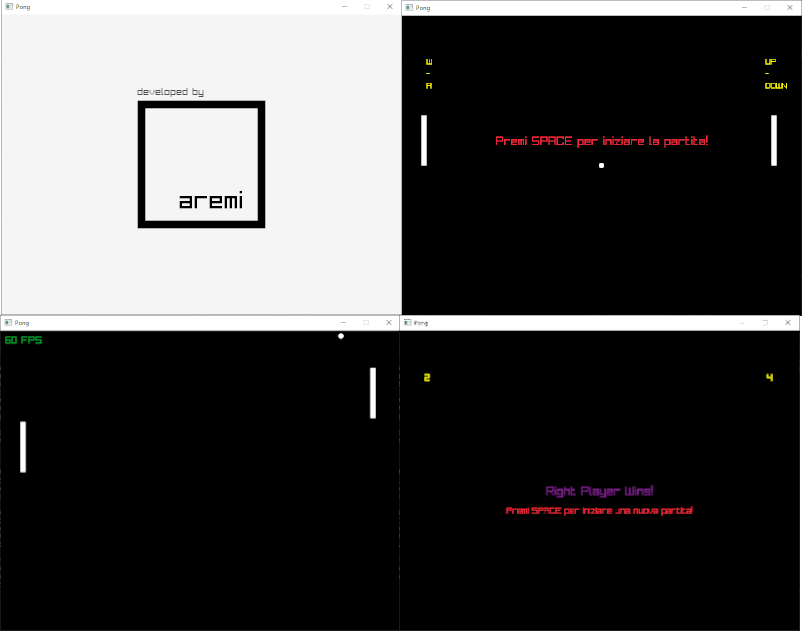 Pong
developed by
aremi
Pong
W
-
A
UP
-
DOWN
Premi SPACE per iniziare la partita!
Pong
60 FPS
Pong
2
4
Right Player Wins!
Premi SPACE per iniziare una nuova partita!